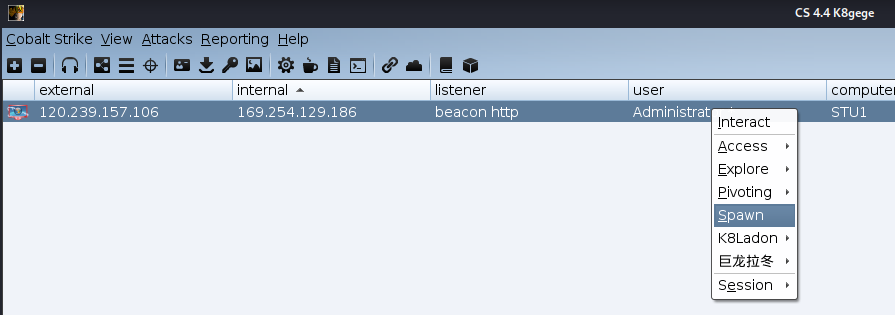 CS 4.4 K8gege
Cobalt Strike View Attacks Reporting Help
external internal listener user computer
120.239.157.106 169.254.129.186 beacon http Administrat STU1
Interact
Access
Explore
Pivoting
Spawn
K8Ladon
巨龙拉冬
Session